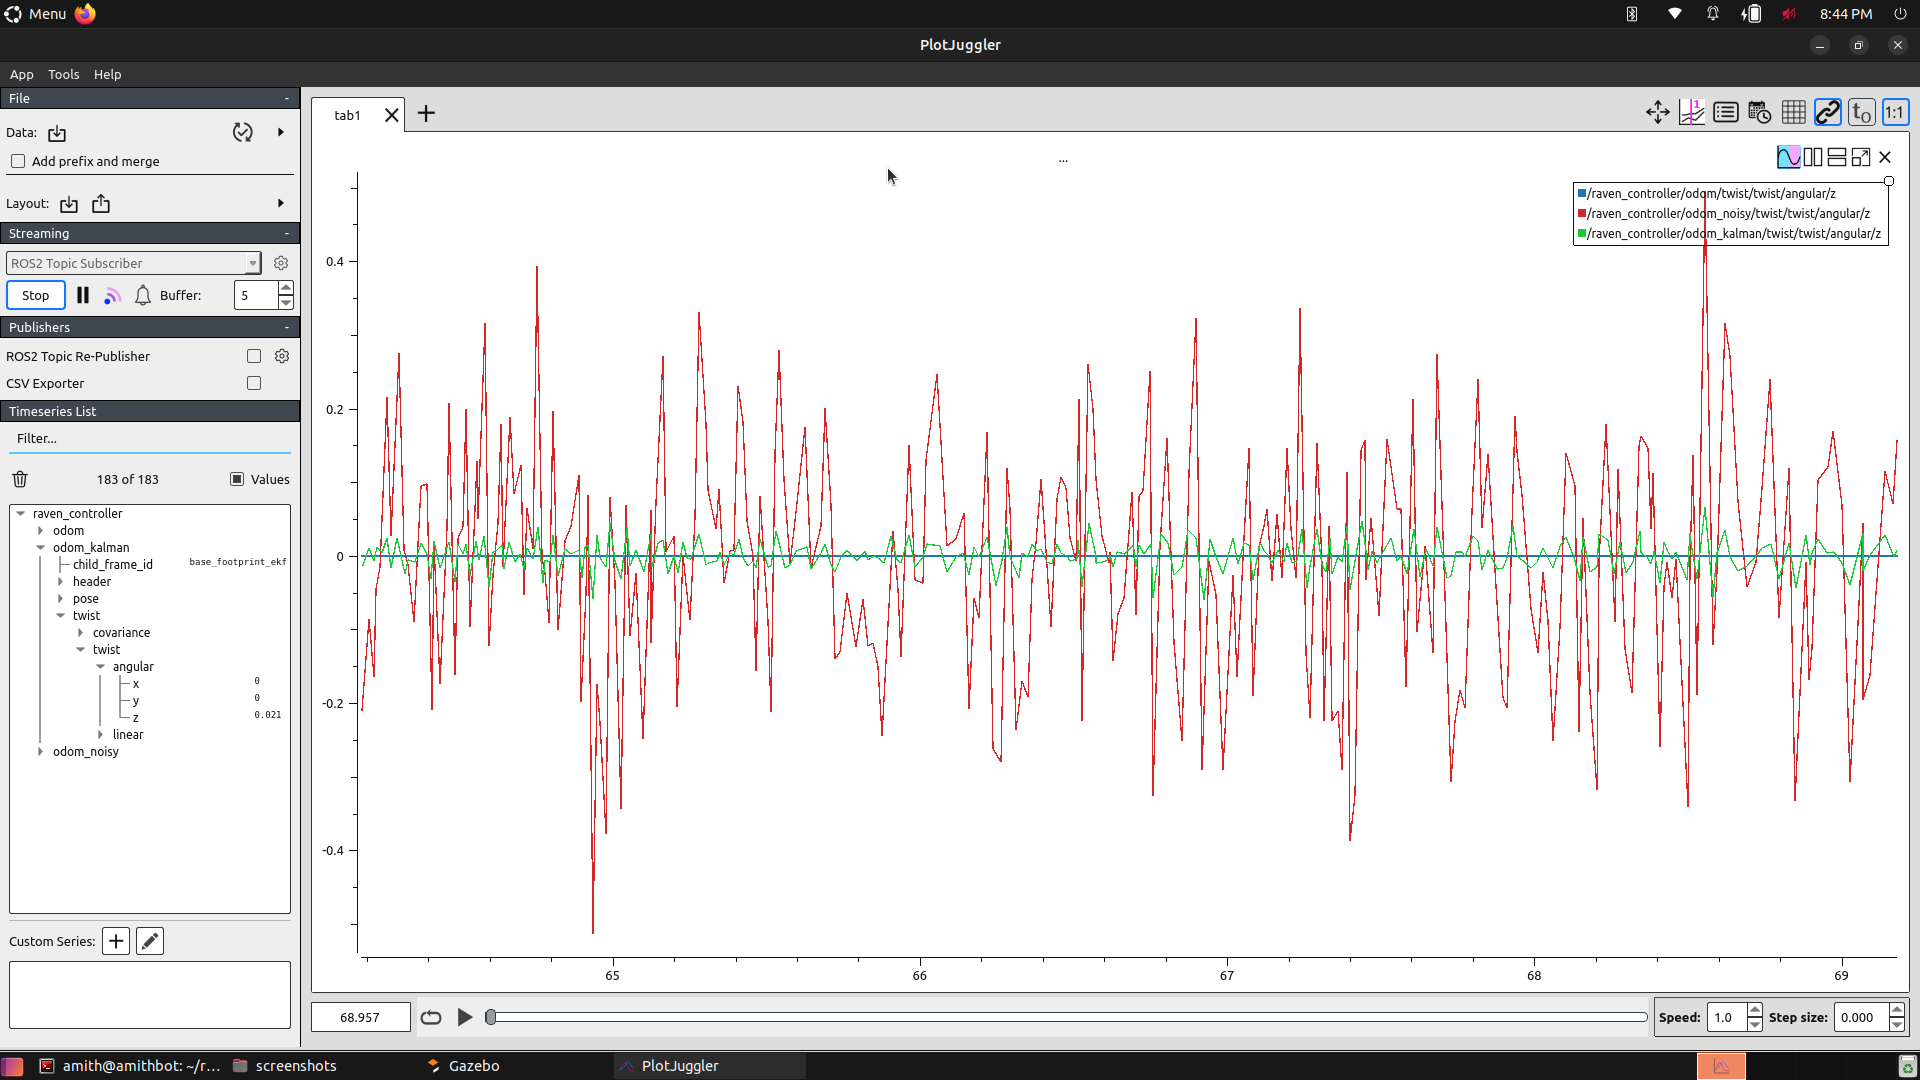 Menu
8:44 PM
PlotJuggler
App Tools Help
File -
Data:
Add prefix and merge
Layout:
Streaming -
ROS2 Topic Subscriber
Stop Buffer: 5
Publishers -
ROS2 Topic Re-Publisher
CSV Exporter
Timeseries List
Filter...
183 of 183 Values
raven_controller
odom
odom_kalman
child_frame_id base_footprint_ekf
header
pose
twist
covariance
twist
angular
x 0
y 0
z 0.021
linear
odom_noisy
Custom Series:
tab1
1
t0
1:1
...
/raven_controller/odom/twist/twist/angular/z
/raven_controller/odom_noisy/twist/twist/angular/z
/raven_controller/odom_kalman/twist/twist/angular/z
0.4
0.2
0
-0.2
-0.4
65 66 67 68 69
68.957
Speed: 1.0 Step size: 0.000
amith@amithbot: ~/r... screenshots Gazebo PlotJuggler